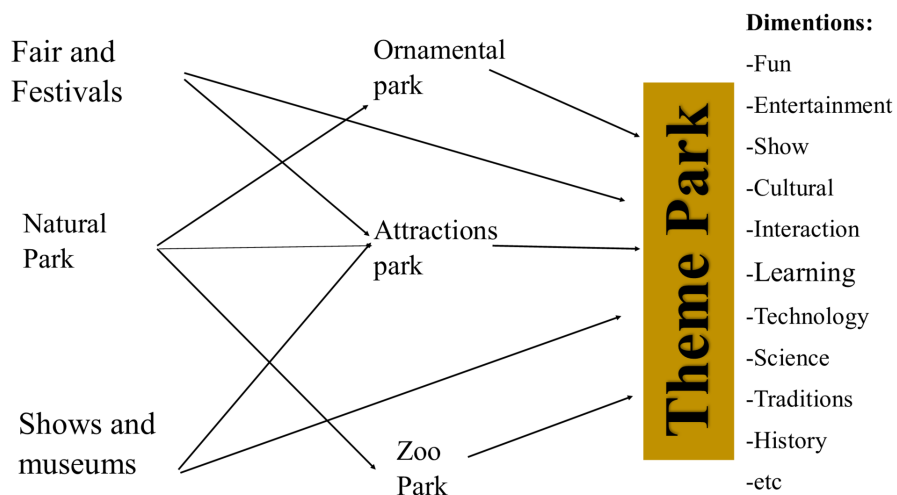 Fair and
Festivals
Natural
Park
Shows and
museums
Ornamental
park
Attractions
park
Zoo
Park
Theme Park
Dimentions:
-Fun
-Entertainment
-Show
-Cultural
-Interaction
-Learning
-Technology
-Science
-Traditions
-History
-etc